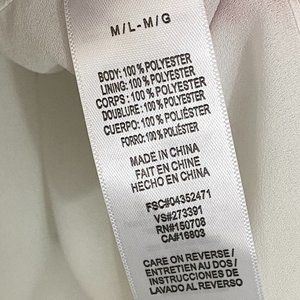 M/L-M/G
BODY: 100% POLYESTER
LINING: 100% POLYESTER
CORPS : 100% POLYESTER
DOUBLURE : 100% POLYESTER
CUERPO: 100% POLIÉSTER
FORRO: 100% POLIÉSTER
MADE IN CHINA
FAIT EN CHINE
HECHO EN CHINA
FSC#04352471
VS#273391
RN#150708
CA#16803
CARE ON REVERSE/
ENTRETIEN AU DOS /
INSTRUCCIONES DE
LAVADO AL REVERSO